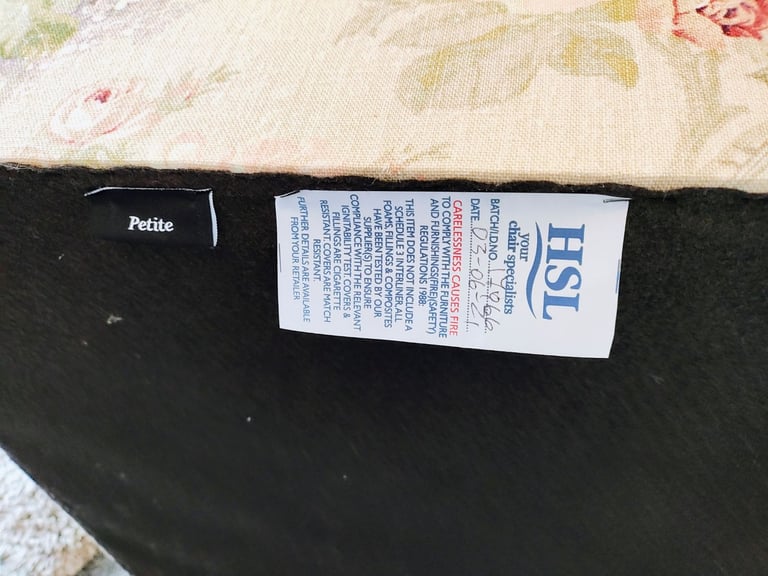 Petite
HSL
your
chair specialists
BATCH.I.D.NO.
DATE. 03-06-21
CARELESSNESS CAUSES FIRE
TO COMPLY WITH THE FURNITURE
AND FURNISHINGS(FIRE)(SAFETY)
REGULATIONS 1988:
THIS ITEM DOES NOT INCLUDE A
SCHEDULE 3 INTERLINER.ALL
FOAMS, FILLINGS & COMPOSITES
HAVE BEEN TESTED BY OUR
SUPPLIER(S) TO ENSURE
COMPLIANCE WITH THE RELEVANT
IGNITABILITY TEST. COVERS &
FILLINGS ARE CIGARETTE
RESISTANT. COVERS ARE MATCH
RESISTANT.
FURTHER DETAILS ARE AVAILABLE
FROM YOUR RETAILER